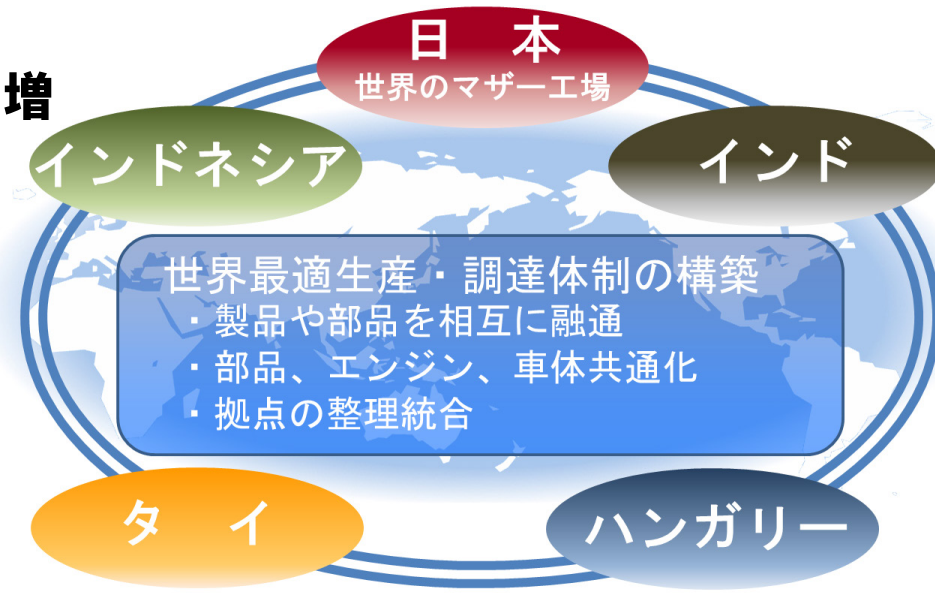 日　本
世界のマザー工場
増
インドネシア
インド
世界最適生産・調達体制の構築
・製品や部品を相互に融通
・部品、エンジン、車体共通化
・拠点の整理統合
タ　イ
ハンガリー